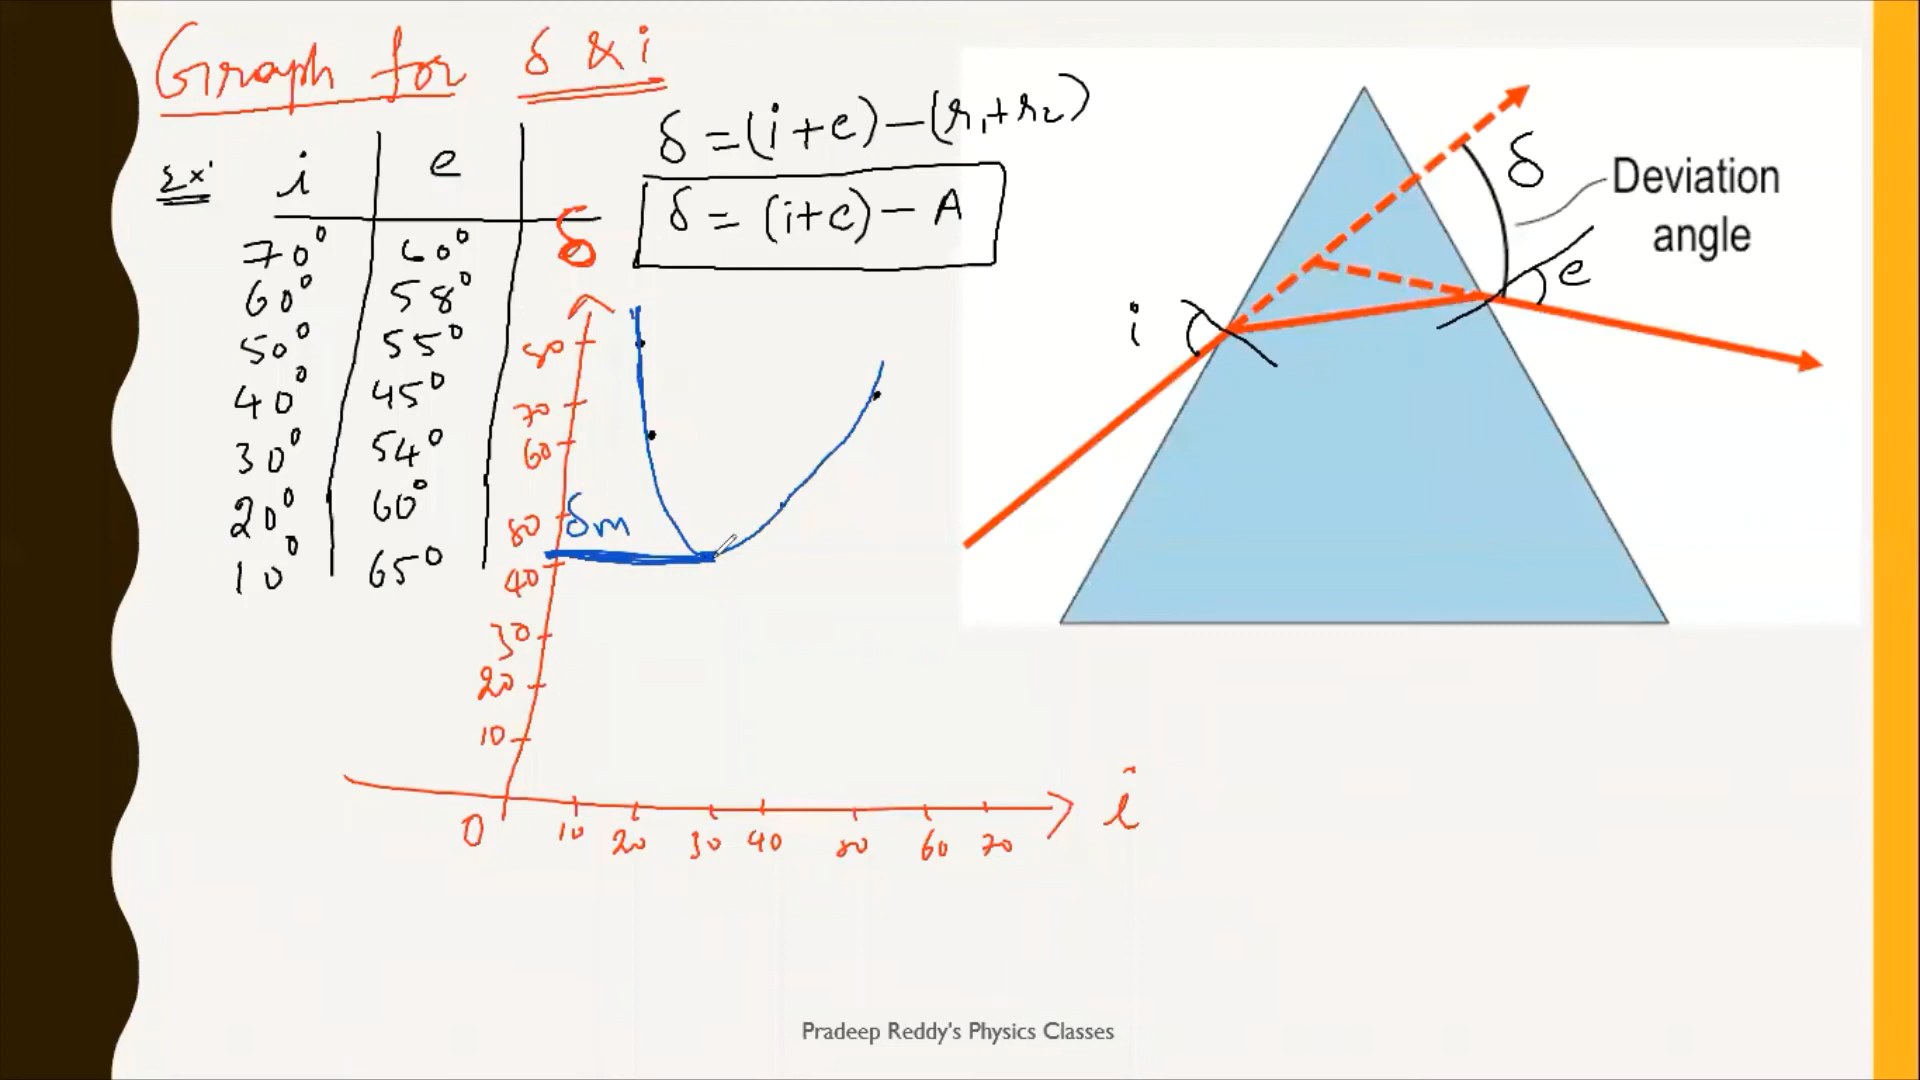 Graph for δ & i
δ = (i+e) – (r₁+r₂)
δ = (i+e) – A
Ex:
i e
70° 60°
60° 58°
50° 55°
40° 45°
30° 54°
20° 60°
10° 65°
δ
80
70
60
50
40
30
20
10
0
δm
10 20 30 40 50 60 70
i
δ
Deviation
angle
i
e
Pradeep Reddy's Physics Classes